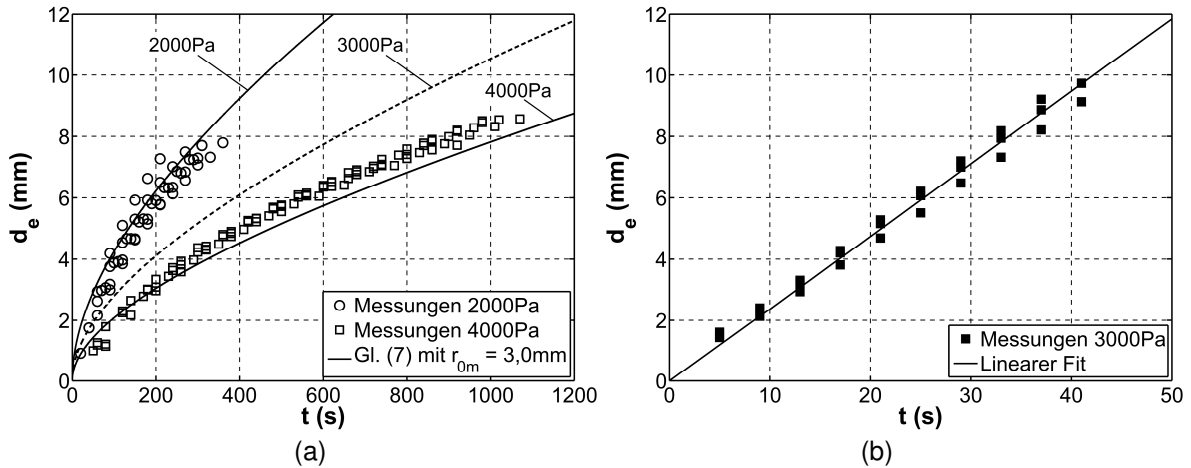 12
10
8
6
4
2
0
d_e (mm)
0 200 400 600 800 1000 1200
t (s)
2000Pa
3000Pa
4000Pa
Messungen 2000Pa
Messungen 4000Pa
Gl. (7) mit r_0m = 3,0mm
(a)
12
10
8
6
4
2
0
d_e (mm)
0 10 20 30 40 50
t (s)
Messungen 3000Pa
Linearer Fit
(b)